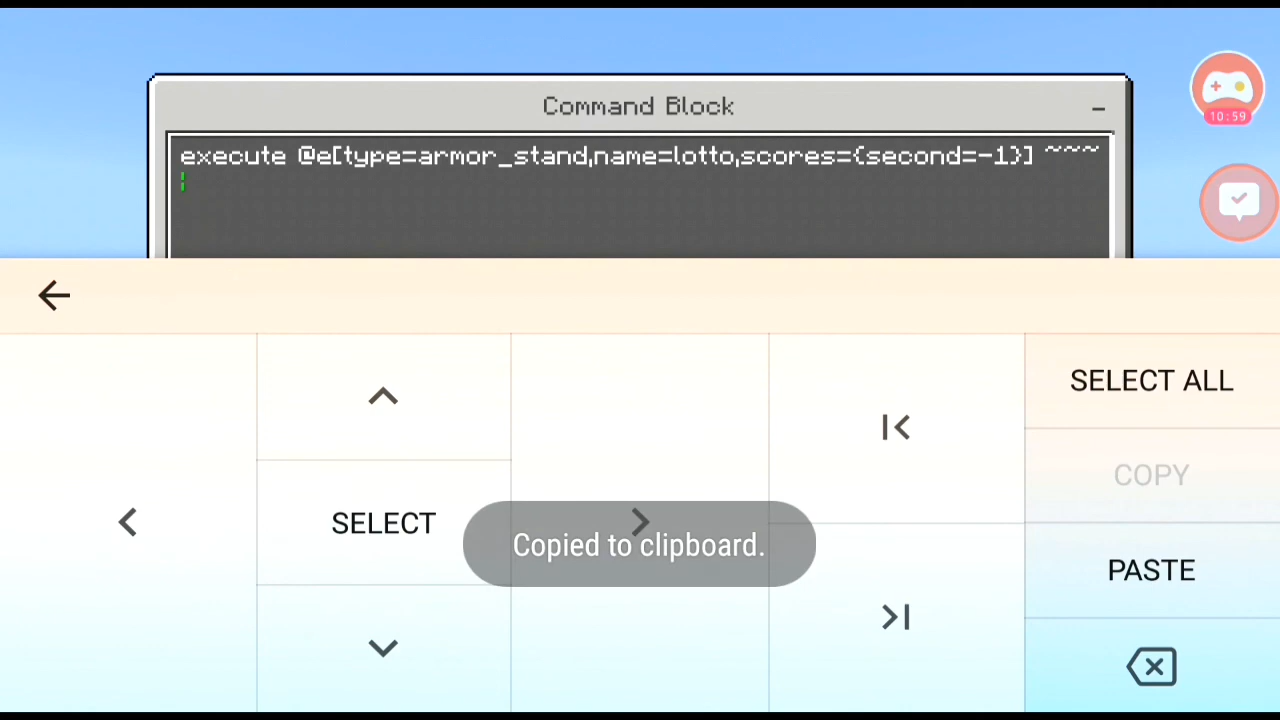 Command Block
10:59
execute @e[type=armor_stand,name=lotto,scores={second=-1}] ~~~
SELECT ALL
COPY
SELECT
Copied to clipboard.
PASTE